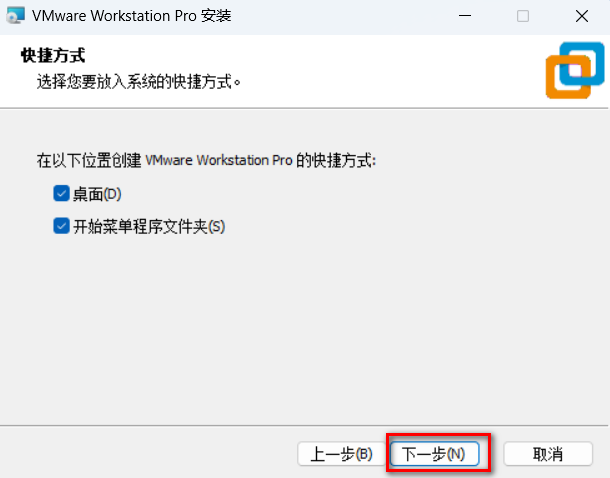 VMware Workstation Pro 安装
快捷方式
选择您要放入系统的快捷方式。
在以下位置创建 VMware Workstation Pro 的快捷方式:
桌面(D)
开始菜单程序文件夹(S)
上一步(B) 下一步(N) 取消